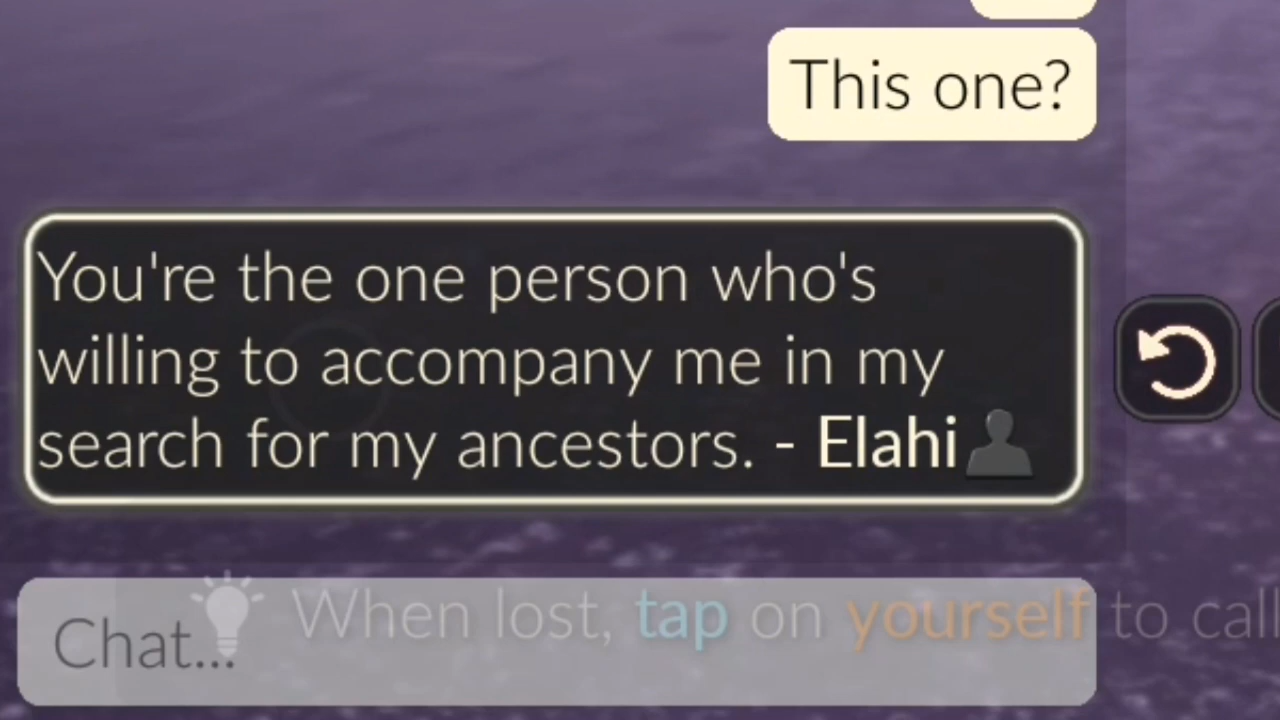 This one?
You're the one person who's
willing to accompany me in my
search for my ancestors. - Elahi
Chat...
When lost, tap on yourself to call